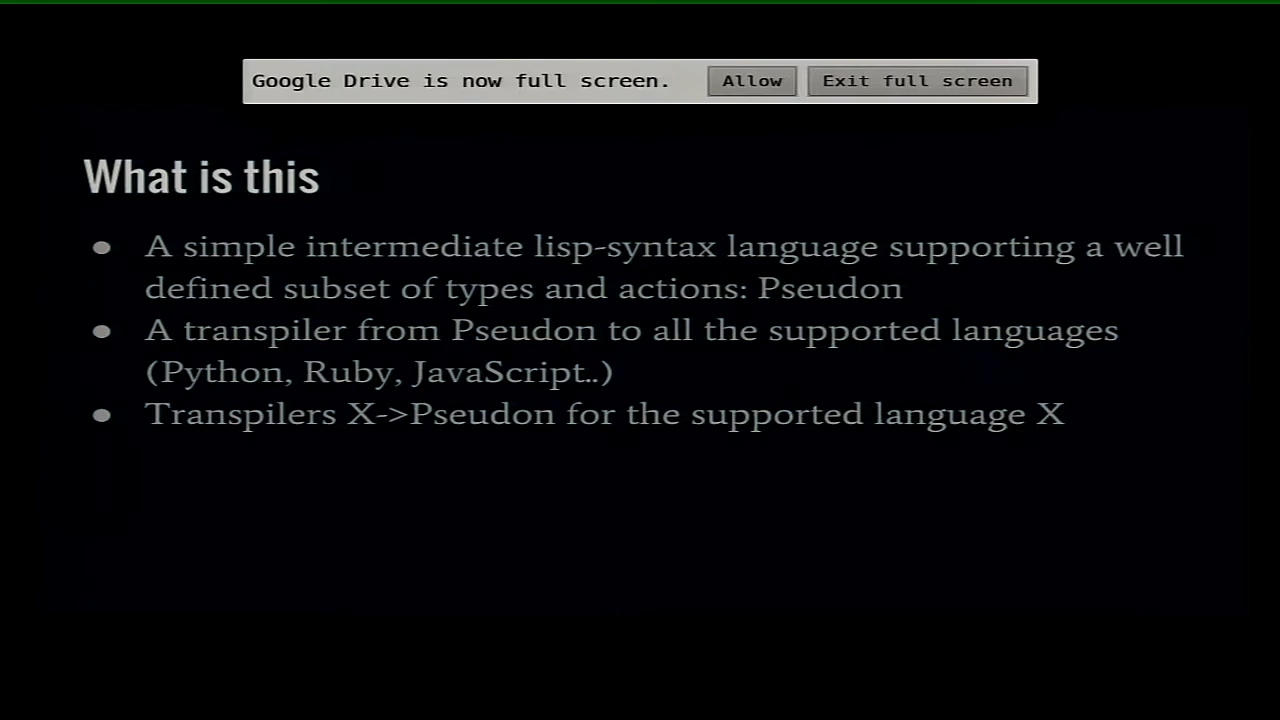 Google Drive is now full screen. Allow Exit full screen
What is this
A simple intermediate lisp-syntax language supporting a well
defined subset of types and actions: Pseudon
A transpiler from Pseudon to all the supported languages
(Python, Ruby, JavaScript..)
Transpilers X->Pseudon for the supported language X